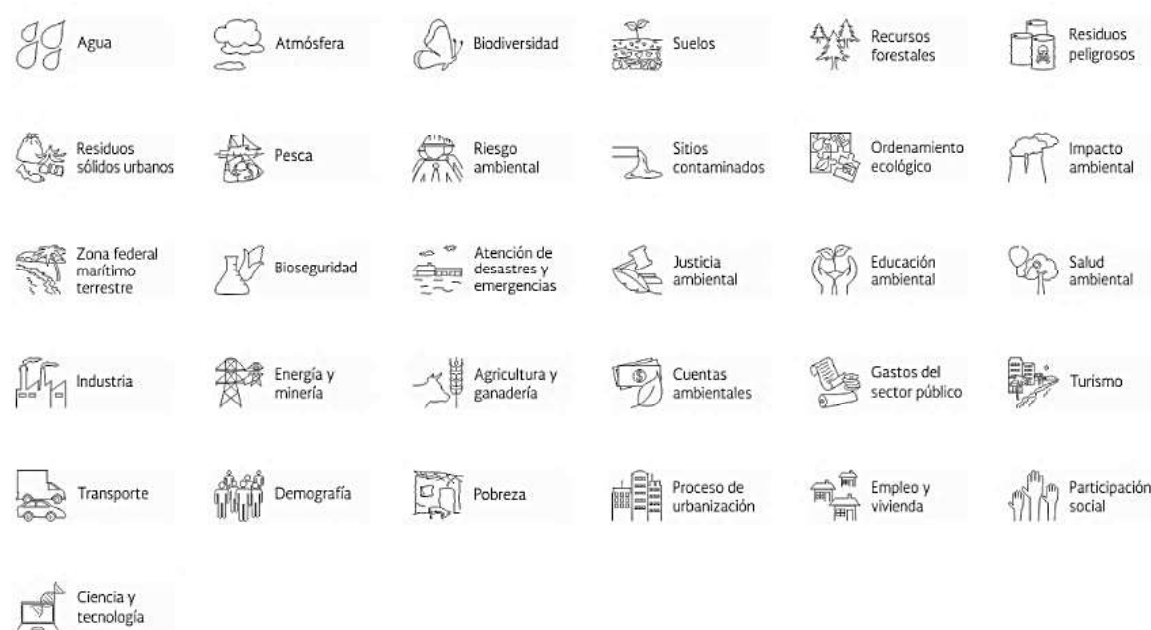 Agua
Atmósfera
Biodiversidad
Suelos
Recursos
forestales
Residuos
peligrosos
Residuos
sólidos urbanos
Pesca
Riesgo
ambiental
Sitios
contaminados
Ordenamiento
ecológico
Impacto
ambiental
Zona federal
marítimo
terrestre
Bioseguridad
Atención de
desastres y
emergencias
Justicia
ambiental
Educación
ambiental
Salud
ambiental
Industria
Energía y
minería
Agricultura y
ganadería
Cuentas
ambientales
Gastos del
sector público
Turismo
Transporte
Demografía
Pobreza
Proceso de
urbanización
Empleo y
vivienda
Participación
social
Ciencia y
tecnología